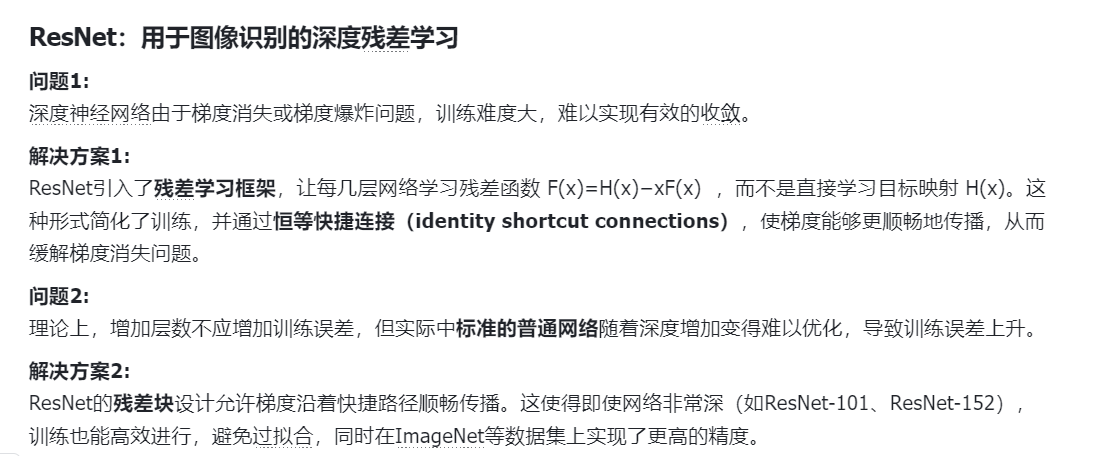 ResNet：用于图像识别的深度残差学习
问题1:
深度神经网络由于梯度消失或梯度爆炸问题，训练难度大，难以实现有效的收敛。
解决方案1:
ResNet引入了残差学习框架，让每几层网络学习残差函数 F(x)=H(x)−xF(x) ，而不是直接学习目标映射 H(x)。这
种形式简化了训练，并通过恒等快捷连接（identity shortcut connections），使梯度能够更顺畅地传播，从而
缓解梯度消失问题。
问题2:
理论上，增加层数不应增加训练误差，但实际中标准的普通网络随着深度增加变得难以优化，导致训练误差上升。
解决方案2:
ResNet的残差块设计允许梯度沿着快捷路径顺畅传播。这使得即使网络非常深（如ResNet-101、ResNet-152），
训练也能高效进行，避免过拟合，同时在ImageNet等数据集上实现了更高的精度。